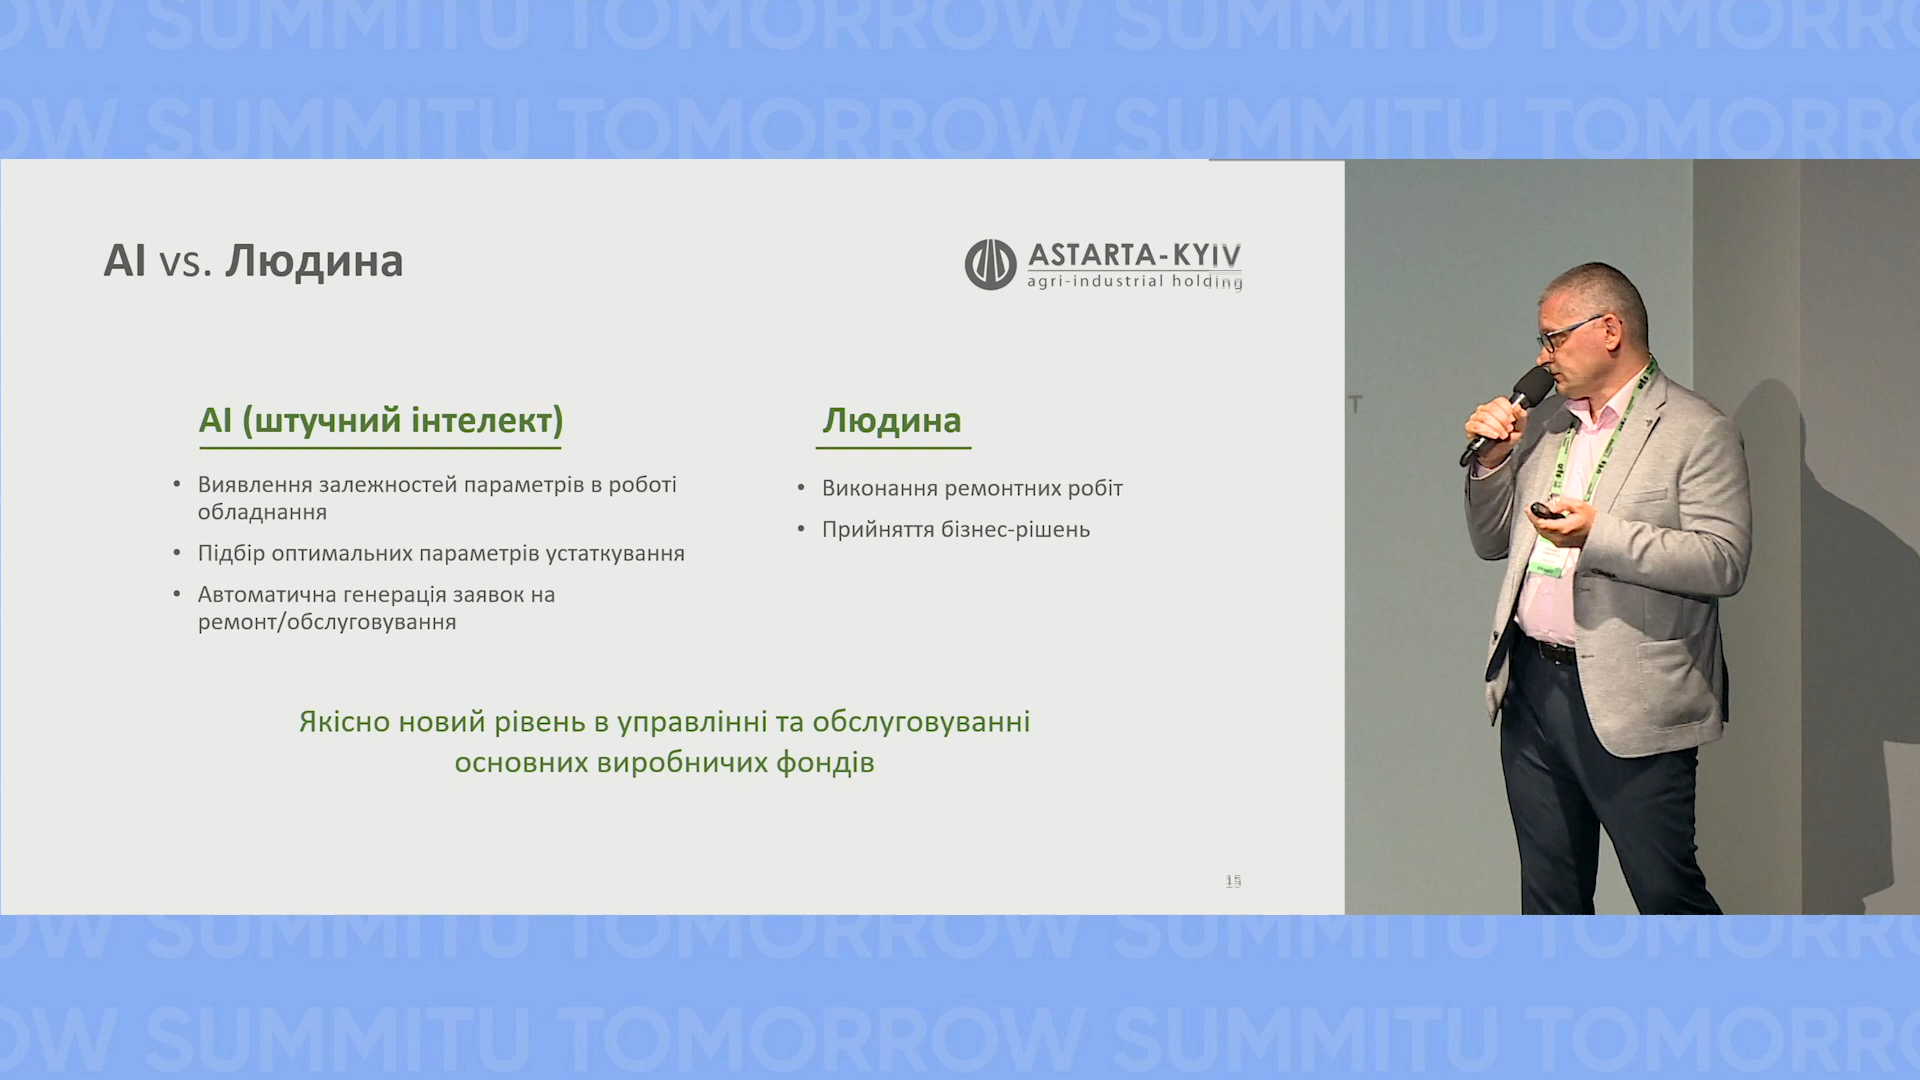 OW SUMMITU TOMORROW SUMMITU TOMORRO
OW SUMMITU TOMORROW SUMMITU TOMORRO
AI vs. Людина
ASTARTA-KYIV
agri-industrial holding
AI (штучний інтелект)
Виявлення залежностей параметрів в роботі
обладнання
Підбір оптимальних параметрів устаткування
Автоматична генерація заявок на
ремонт/обслуговування
Людина
Виконання ремонтних робіт
Прийняття бізнес-рішень
Якісно новий рівень в управлінні та обслуговуванні
основних виробничих фондів
15
T
uts
OW SUMMITU TOMORROW SUMMITU TOMORRO
OW SUMMITU TOMORROW SUMMITU TOMORRO